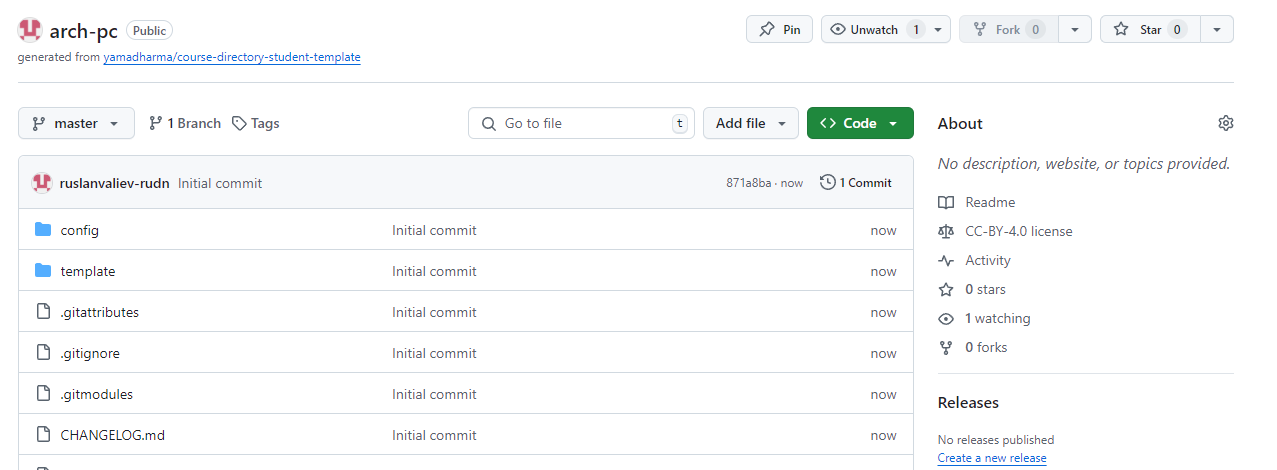 arch-pc Public Pin Unwatch 1 Fork 0 Star 0
generated from yamadharma/course-directory-student-template
master 1 Branch Tags Go to file t Add file Code
ruslanvaliev-rudn Initial commit 871a8ba · now 1 Commit
config Initial commit now
template Initial commit now
.gitattributes Initial commit now
.gitignore Initial commit now
.gitmodules Initial commit now
CHANGELOG.md Initial commit now
About
No description, website, or topics provided.
Readme
CC-BY-4.0 license
Activity
0 stars
1 watching
0 forks
Releases
No releases published
Create a new release